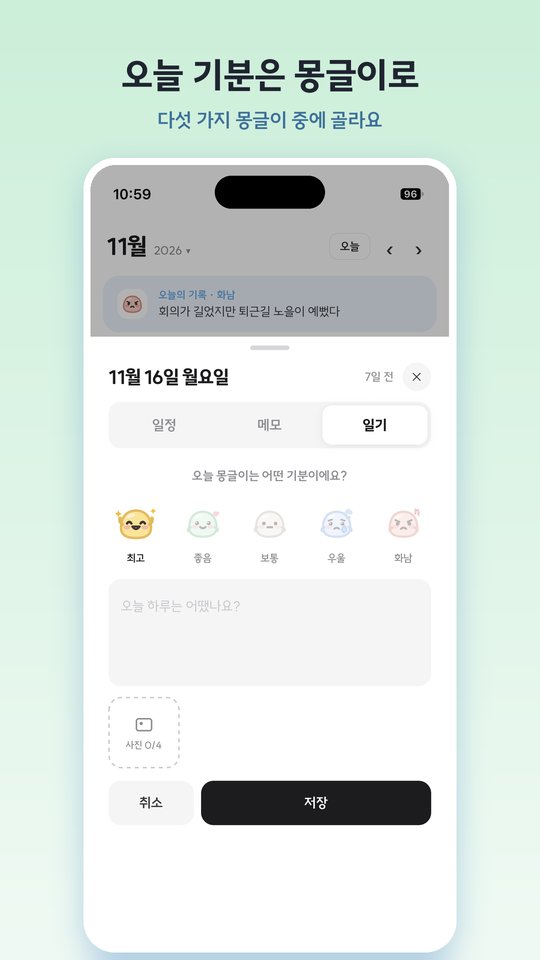 오늘 기분은 몽글이로
다섯 가지 몽글이 중에 골라요
10:59
96
11월 2026 ▾
오늘
‹ ›
오늘의 기록 · 화남
회의가 길었지만 퇴근길 노을이 예뻤다
11월 16일 월요일
7일 전
일정 메모 일기
오늘 몽글이는 어떤 기분이에요?
최고 좋음 보통 우울 화남
오늘 하루는 어땠나요?
사진 0/4
취소 저장